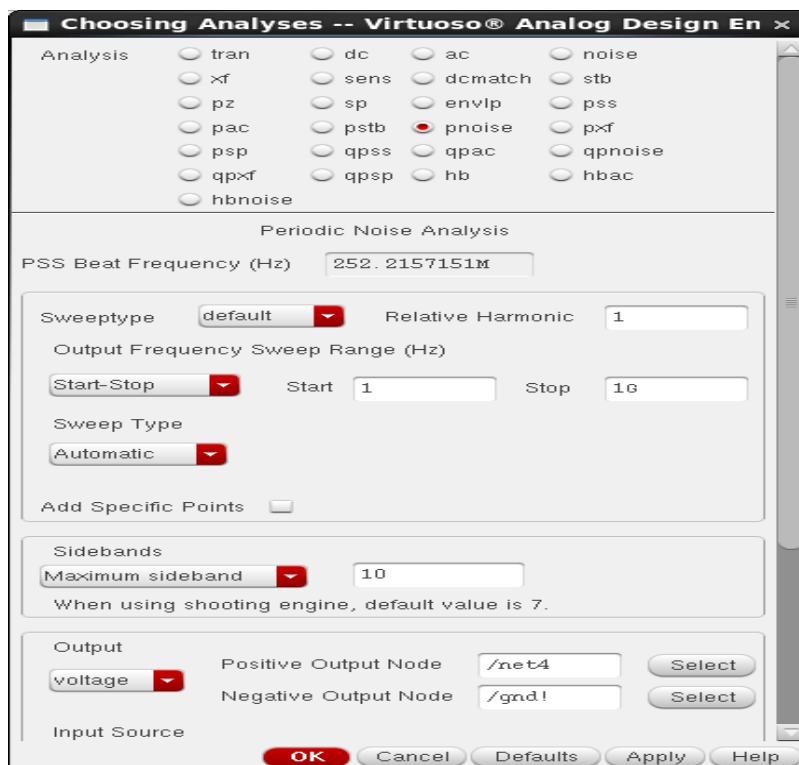 Choosing Analyses -- Virtuoso® Analog Design En
Analysis tran dc ac noise
xf sens dcmatch stb
pz sp envlp pss
pac pstb pnoise pxf
psp qpss qpac qpnoise
qpxf qpsp hb hbac
hbnoise
Periodic Noise Analysis
PSS Beat Frequency (Hz) 252.2157151M
Sweeptype default Relative Harmonic 1
Output Frequency Sweep Range (Hz)
Start-Stop Start 1 Stop 1G
Sweep Type
Automatic
Add Specific Points
Sidebands
Maximum sideband 10
When using shooting engine, default value is 7.
Output
voltage
Positive Output Node /net4 Select
Negative Output Node /gnd! Select
Input Source
OK Cancel Defaults Apply Help